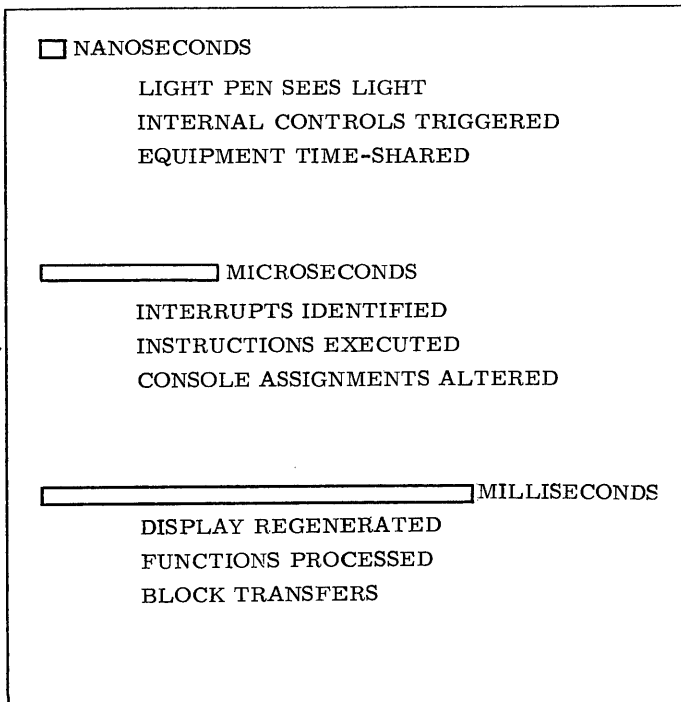 NANOSECONDS
LIGHT PEN SEES LIGHT
INTERNAL CONTROLS TRIGGERED
EQUIPMENT TIME-SHARED
MICROSECONDS
INTERRUPTS IDENTIFIED
INSTRUCTIONS EXECUTED
CONSOLE ASSIGNMENTS ALTERED
MILLISECONDS
DISPLAY REGENERATED
FUNCTIONS PROCESSED
BLOCK TRANSFERS